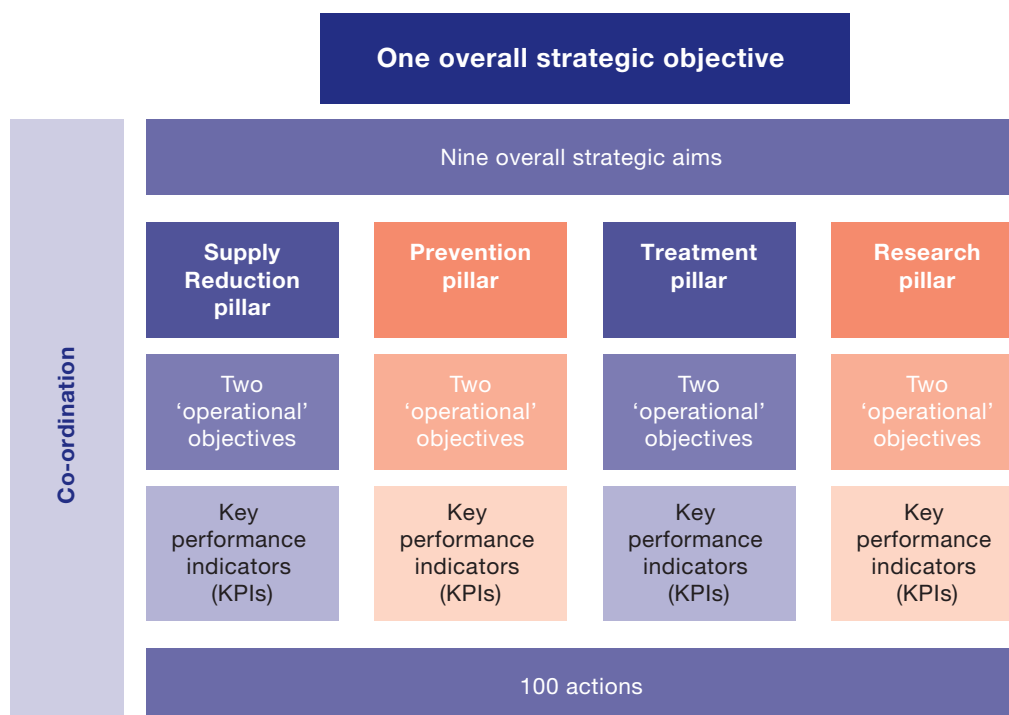 One overall strategic objective
Co-ordination
Nine overall strategic aims
Supply
Reduction
pillar
Prevention
pillar
Treatment
pillar
Research
pillar
Two
‘operational’
objectives
Two
‘operational’
objectives
Two
‘operational’
objectives
Two
‘operational’
objectives
Key
performance
indicators
(KPIs)
Key
performance
indicators
(KPIs)
Key
performance
indicators
(KPIs)
Key
performance
indicators
(KPIs)
100 actions